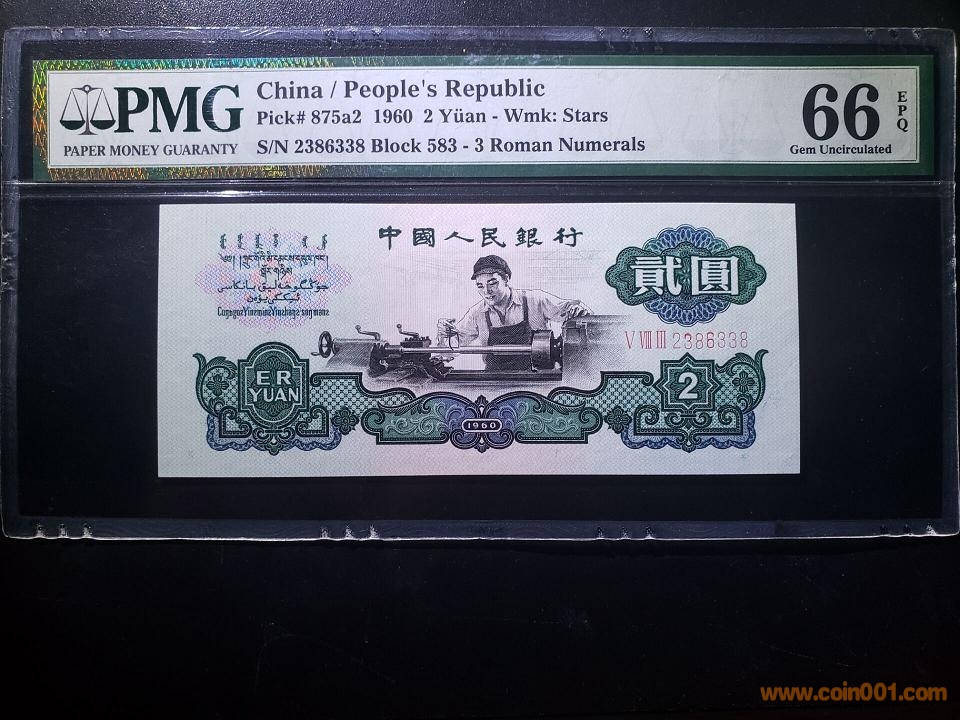 PMG
PAPER MONEY GUARANTY
China / People's Republic
Pick# 875a2 1960 2 Yüan - Wmk: Stars
S/N 2386338 Block 583 - 3 Roman Numerals
66 EPQ
Gem Uncirculated
中國人民銀行
貳圓
V VIII III 2386338
ER
YUAN
1960
2
www.coin001.com